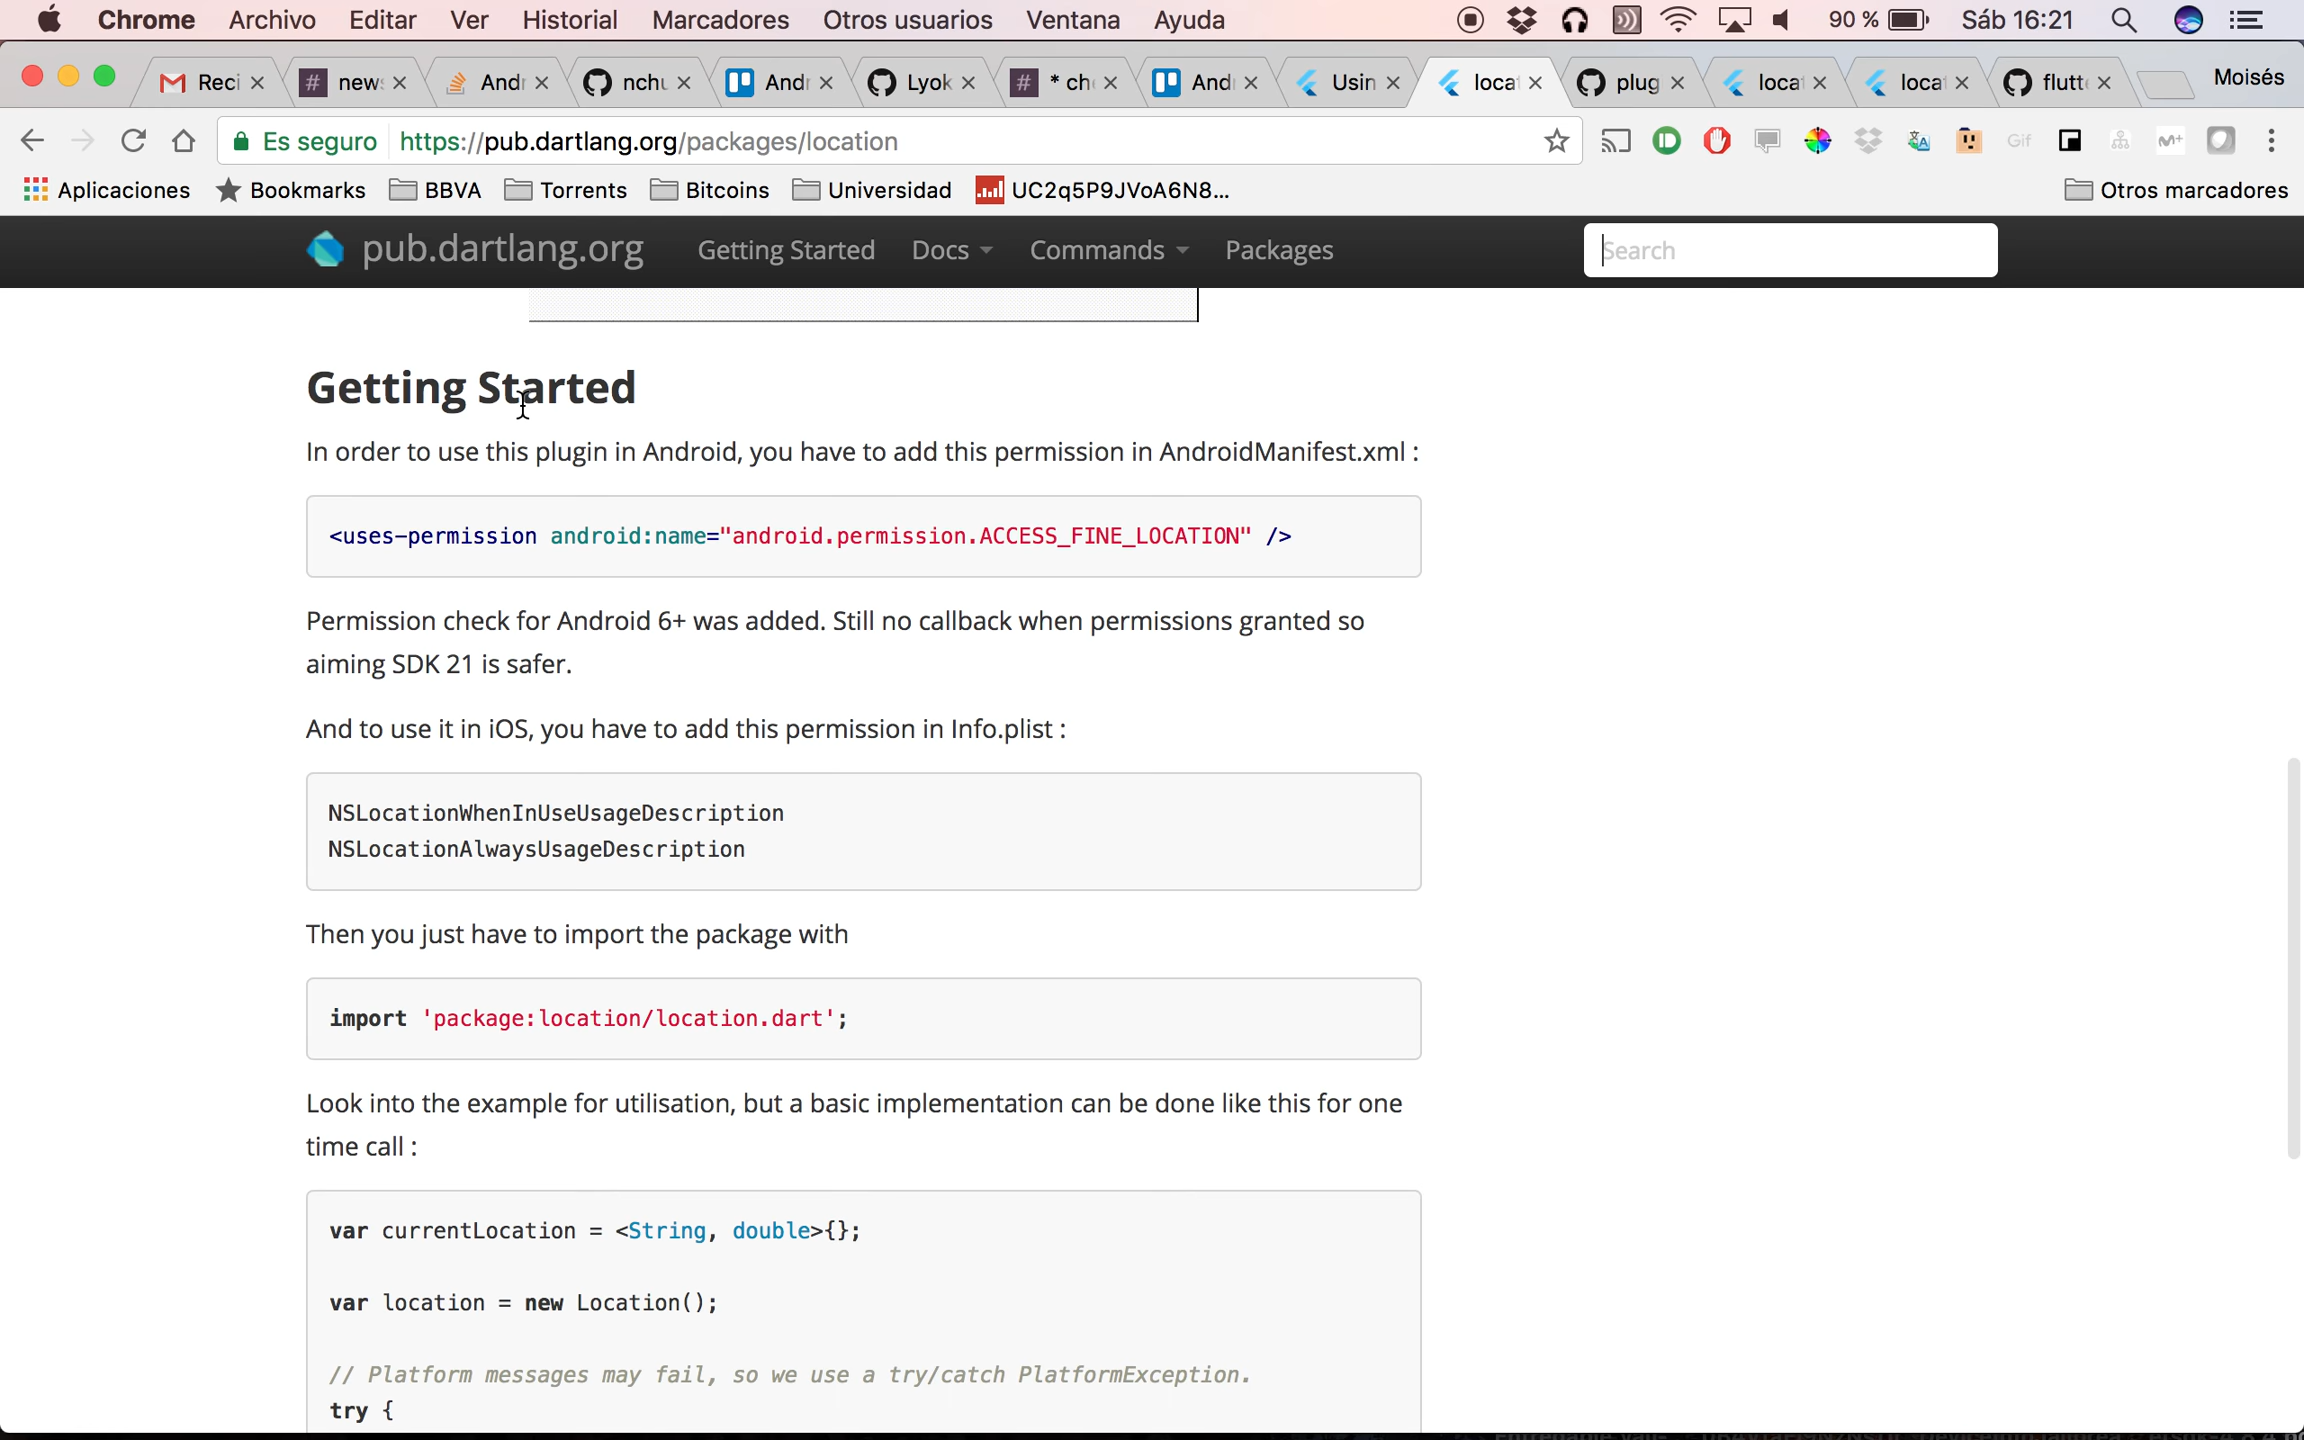 Chrome Archivo Editar Ver Historial Marcadores Otros usuarios Ventana Ayuda 90 % Sáb 16:21
Reci new And nchu And Lyok * ch And Usin loca plug loca loca flutt Moisés
Es seguro https://pub.dartlang.org/packages/location Gif M+
Aplicaciones Bookmarks BBVA Torrents Bitcoins Universidad UC2q5P9JVoA6N8... Otros marcadores
pub.dartlang.org Getting Started Docs Commands Packages Search
Getting Started
In order to use this plugin in Android, you have to add this permission in AndroidManifest.xml :
<uses-permission android:name="android.permission.ACCESS_FINE_LOCATION" />
Permission check for Android 6+ was added. Still no callback when permissions granted so
aiming SDK 21 is safer.
And to use it in iOS, you have to add this permission in Info.plist :
NSLocationWhenInUseUsageDescription
NSLocationAlwaysUsageDescription
Then you just have to import the package with
import 'package:location/location.dart';
Look into the example for utilisation, but a basic implementation can be done like this for one
time call :
var currentLocation = <String, double>{};
var location = new Location();
// Platform messages may fail, so we use a try/catch PlatformException.
try {